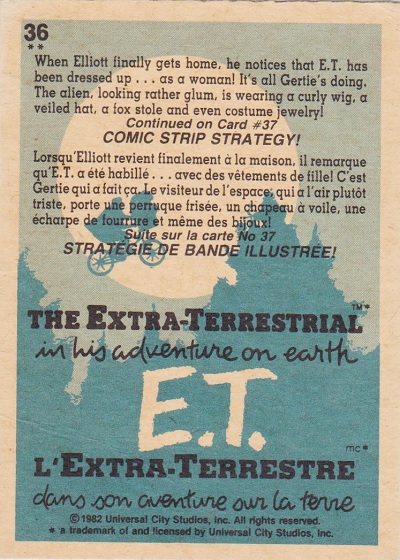 36
**
When Elliott finally gets home, he notices that E.T. has
been dressed up . . . as a woman! It's all Gertie's doing.
The alien, looking rather glum, is wearing a curly wig, a
veiled hat, a fox stole and even costume jewelry!
Continued on Card #37
COMIC STRIP STRATEGY!
Lorsqu'Elliott revient finalement à la maison, il remarque
qu'E.T. a été habillé . . . avec des vêtements de fille! C'est
Gertie qui a fait ça. Le visiteur de l'espace, qui a l'air plutôt
triste, porte une perruque frisée, un chapeau à voile, une
écharpe de fourrure et même des bijoux!
Suite sur la carte No 37
STRATÉGIE DE BANDE ILLUSTRÉE!
THE EXTRA-TERRESTRIAL TM*
in his adventure on earth
E.T.
mc*
L'EXTRA-TERRESTRE
dans son aventure sur la terre
©1982 Universal City Studios, Inc. All rights reserved.
* a trademark of and licensed by Universal City Studios, Inc.